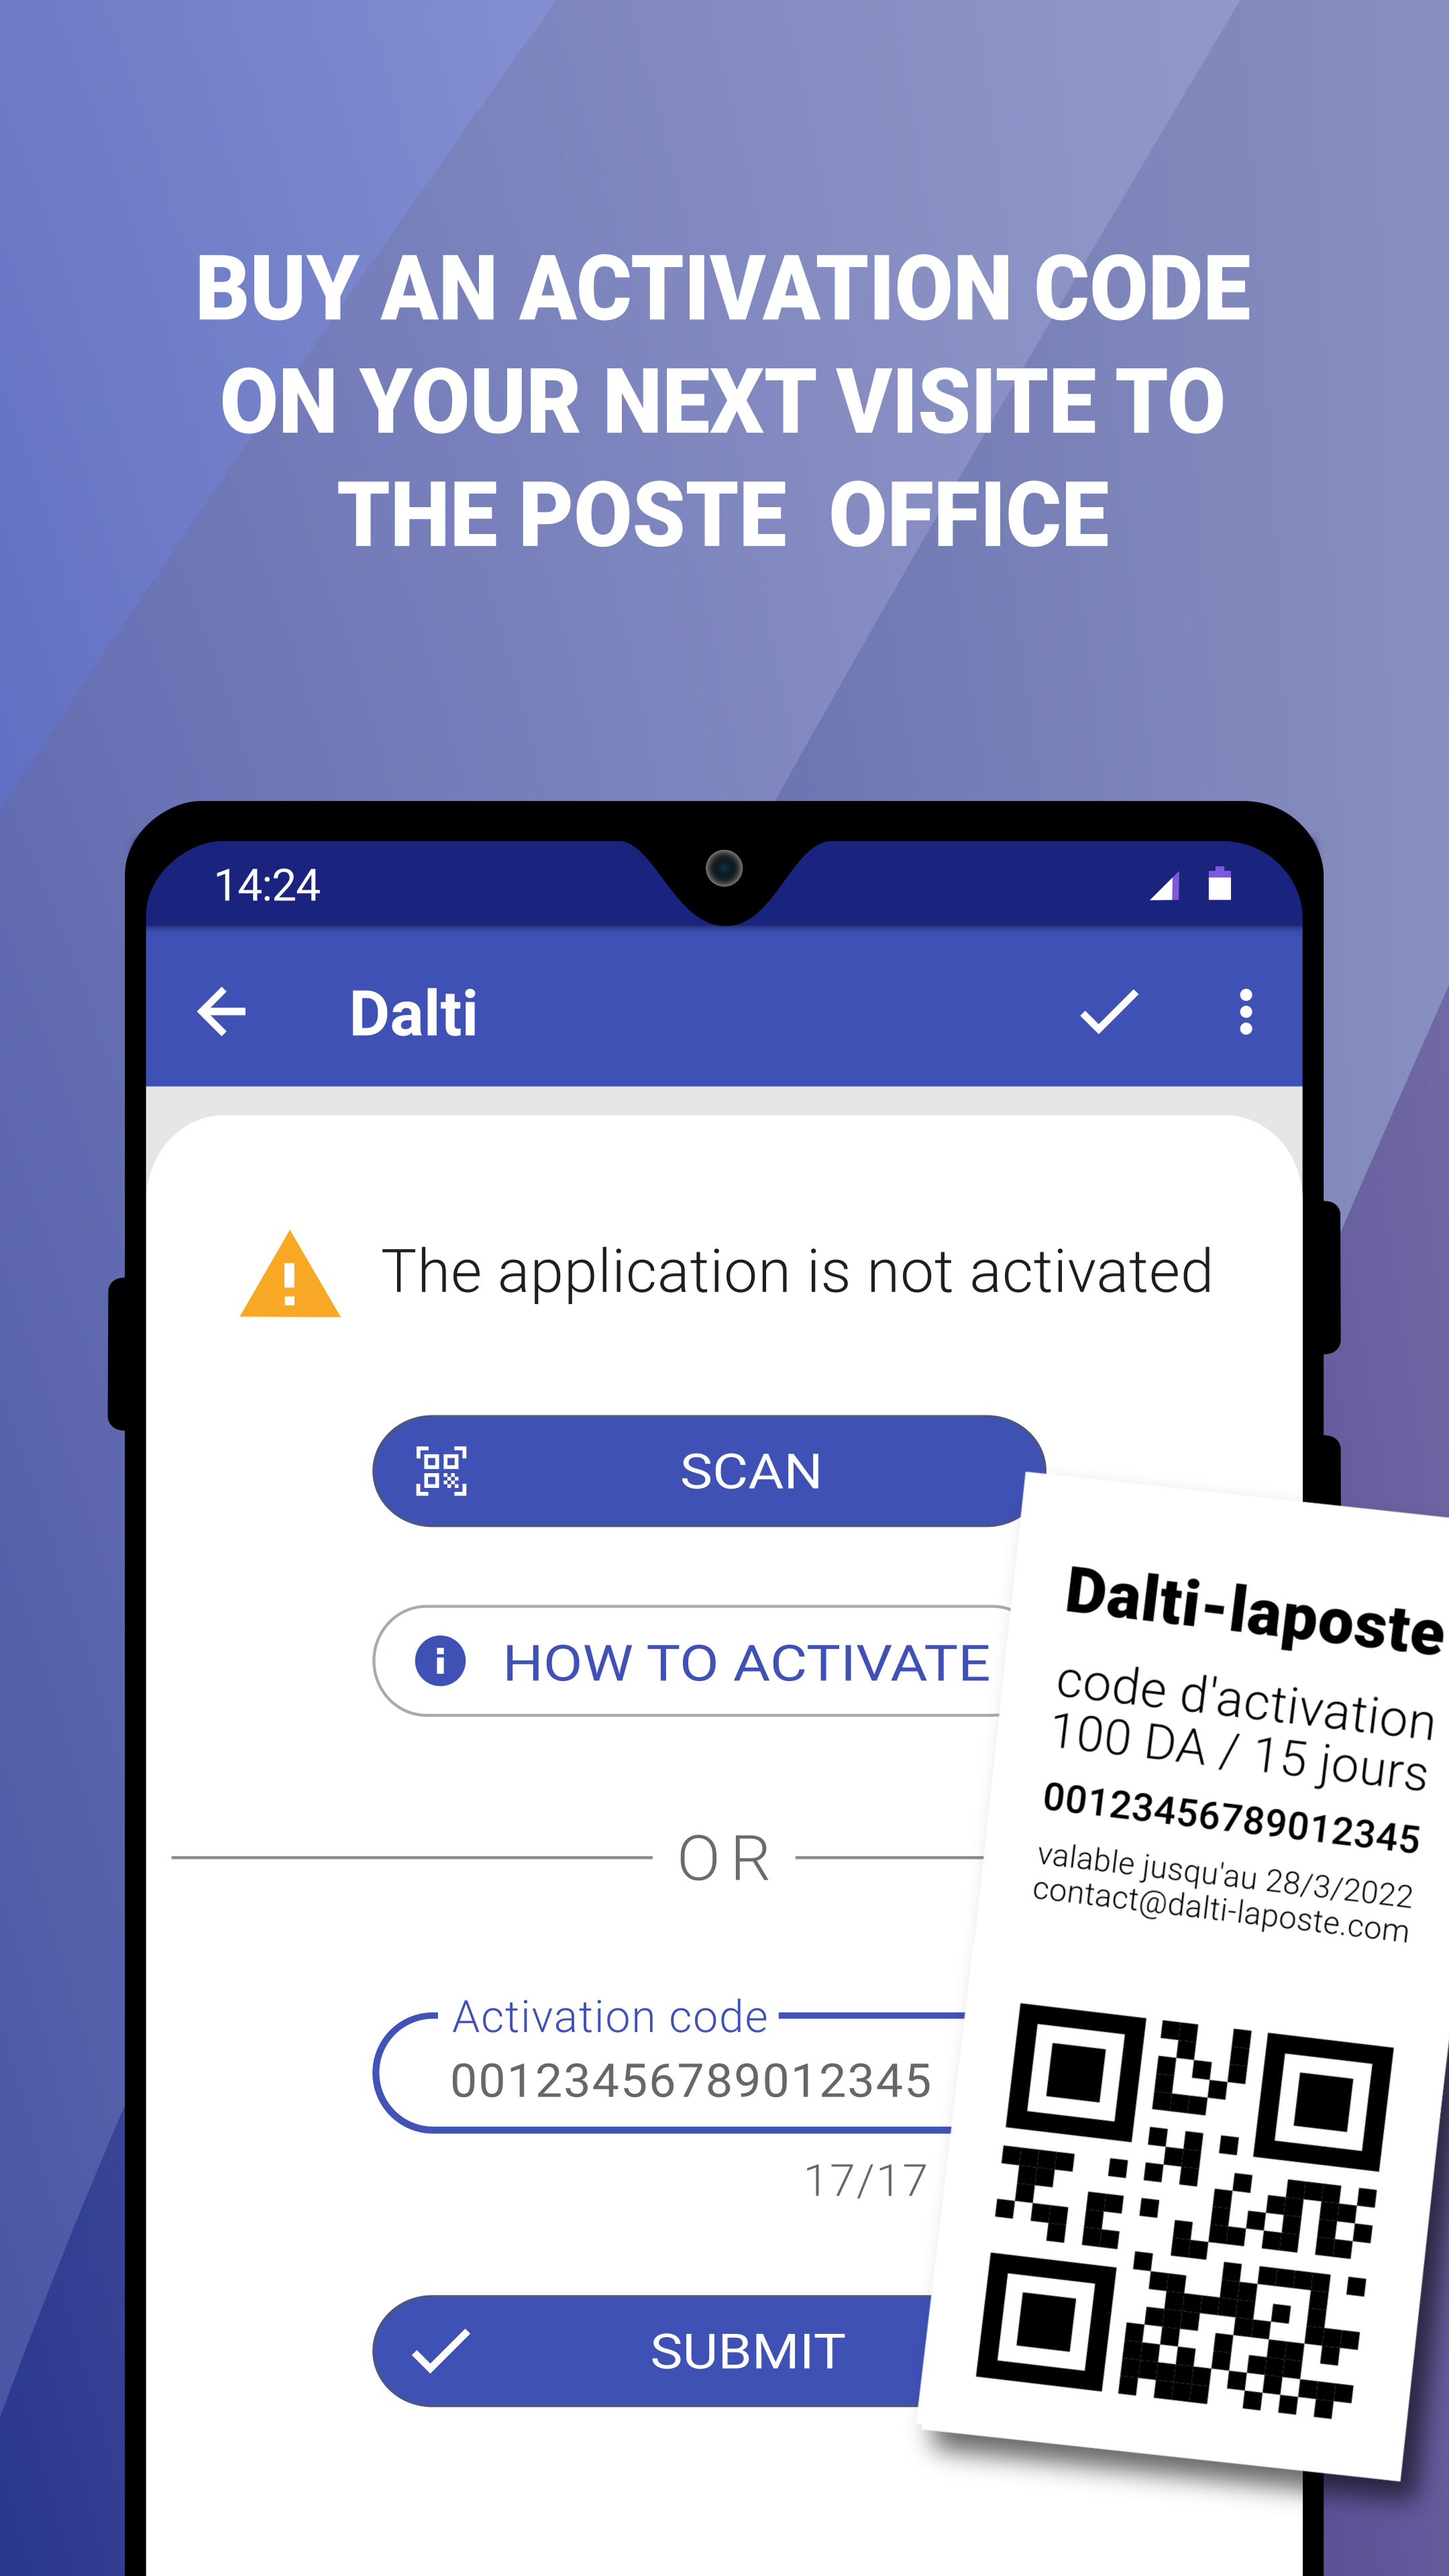 BUY AN ACTIVATION CODE
ON YOUR NEXT VISITE TO
THE POSTE OFFICE
14:24
Dalti
The application is not activated
SCAN
HOW TO ACTIVATE
OR
Activation code
00123456789012345
17/17
SUBMIT
Dalti-laposte
code d'activation
100 DA / 15 jours
00123456789012345
valable jusqu'au 28/3/2022
contact@dalti-laposte.com